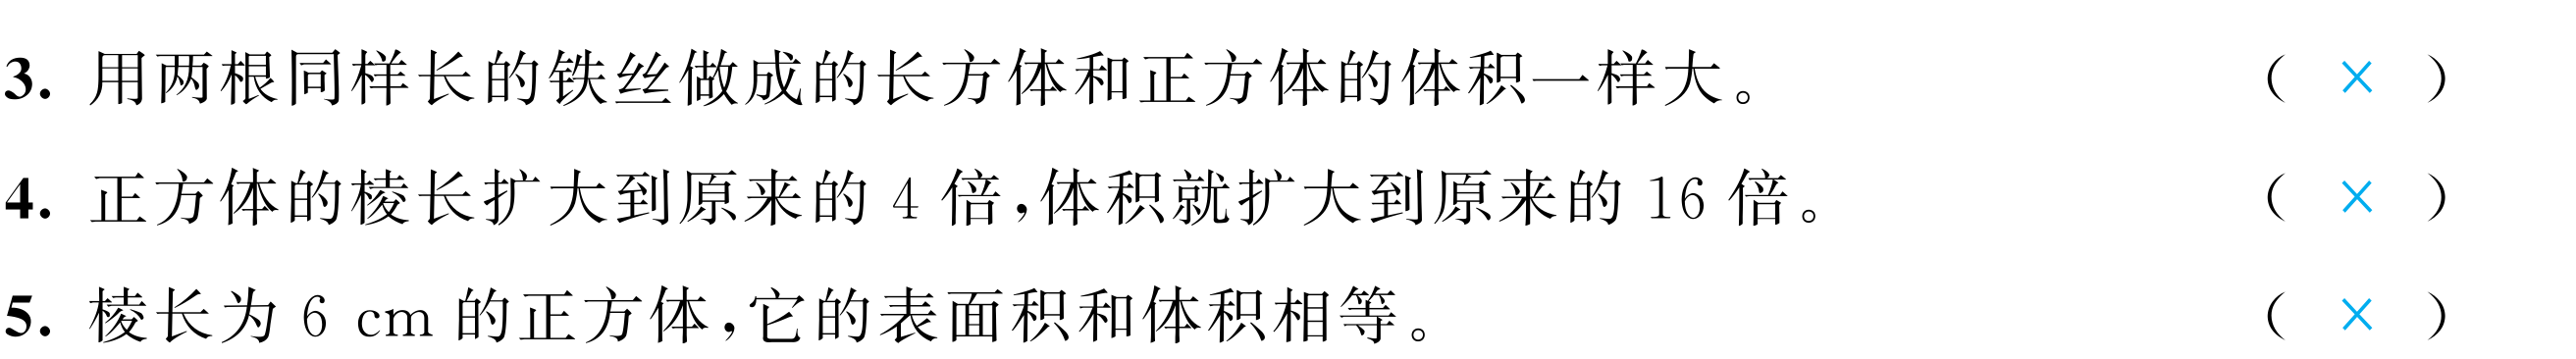 3. 用两根同样长的铁丝做成的长方体和正方体的体积一样大。 ( × )
4. 正方体的棱长扩大到原来的 4 倍,体积就扩大到原来的 16 倍。 ( × )
5. 棱长为 6 cm 的正方体,它的表面积和体积相等。 ( × )